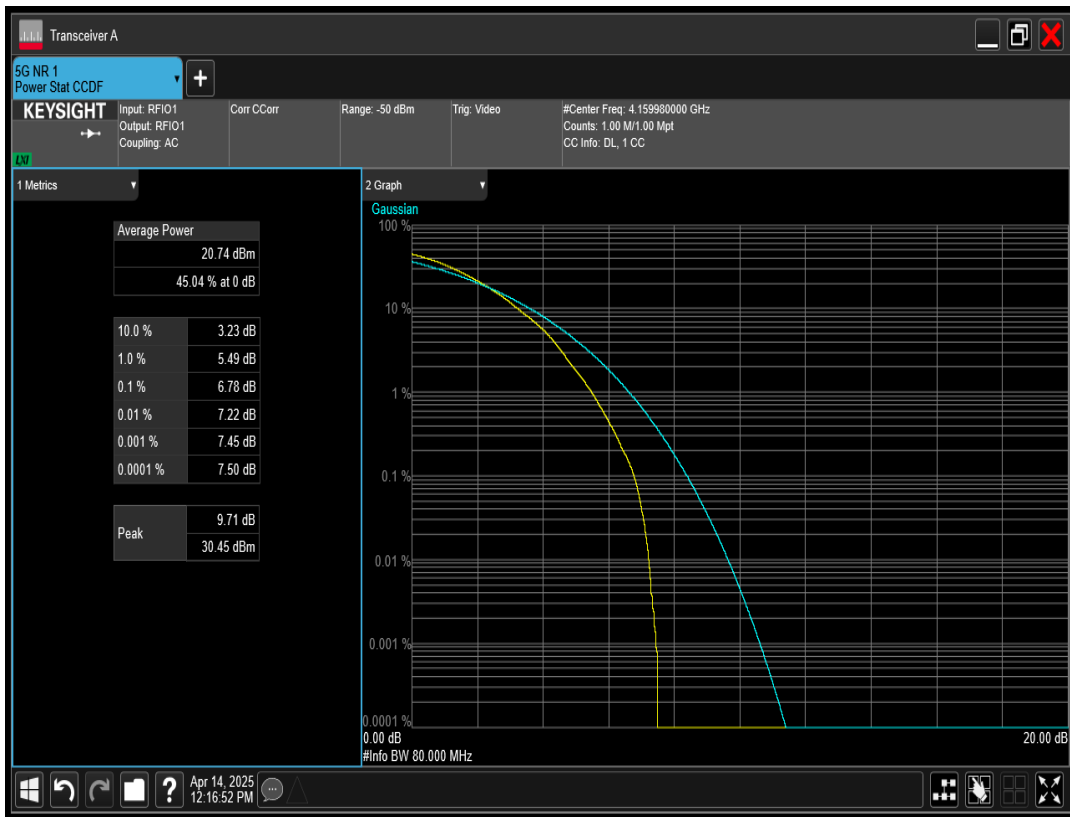 Transceiver A
5G NR 1
Power Stat CCDF
KEYSIGHT
LXI
Input: RFIO1
Output: RFIO1
Coupling: AC
Corr CCorr
Range: -50 dBm
Trig: Video
#Center Freq: 4.159980000 GHz
Counts: 1.00 M/1.00 Mpt
CC Info: DL, 1 CC
1 Metrics
Average Power
20.74 dBm
45.04 % at 0 dB
10.0 % 3.23 dB
1.0 % 5.49 dB
0.1 % 6.78 dB
0.01 % 7.22 dB
0.001 % 7.45 dB
0.0001 % 7.50 dB
Peak
9.71 dB
30.45 dBm
2 Graph
Gaussian
100 %
10 %
1 %
0.1 %
0.01 %
0.001 %
0.0001 %
0.00 dB
20.00 dB
#Info BW 80.000 MHz
Apr 14, 2025
12:16:52 PM